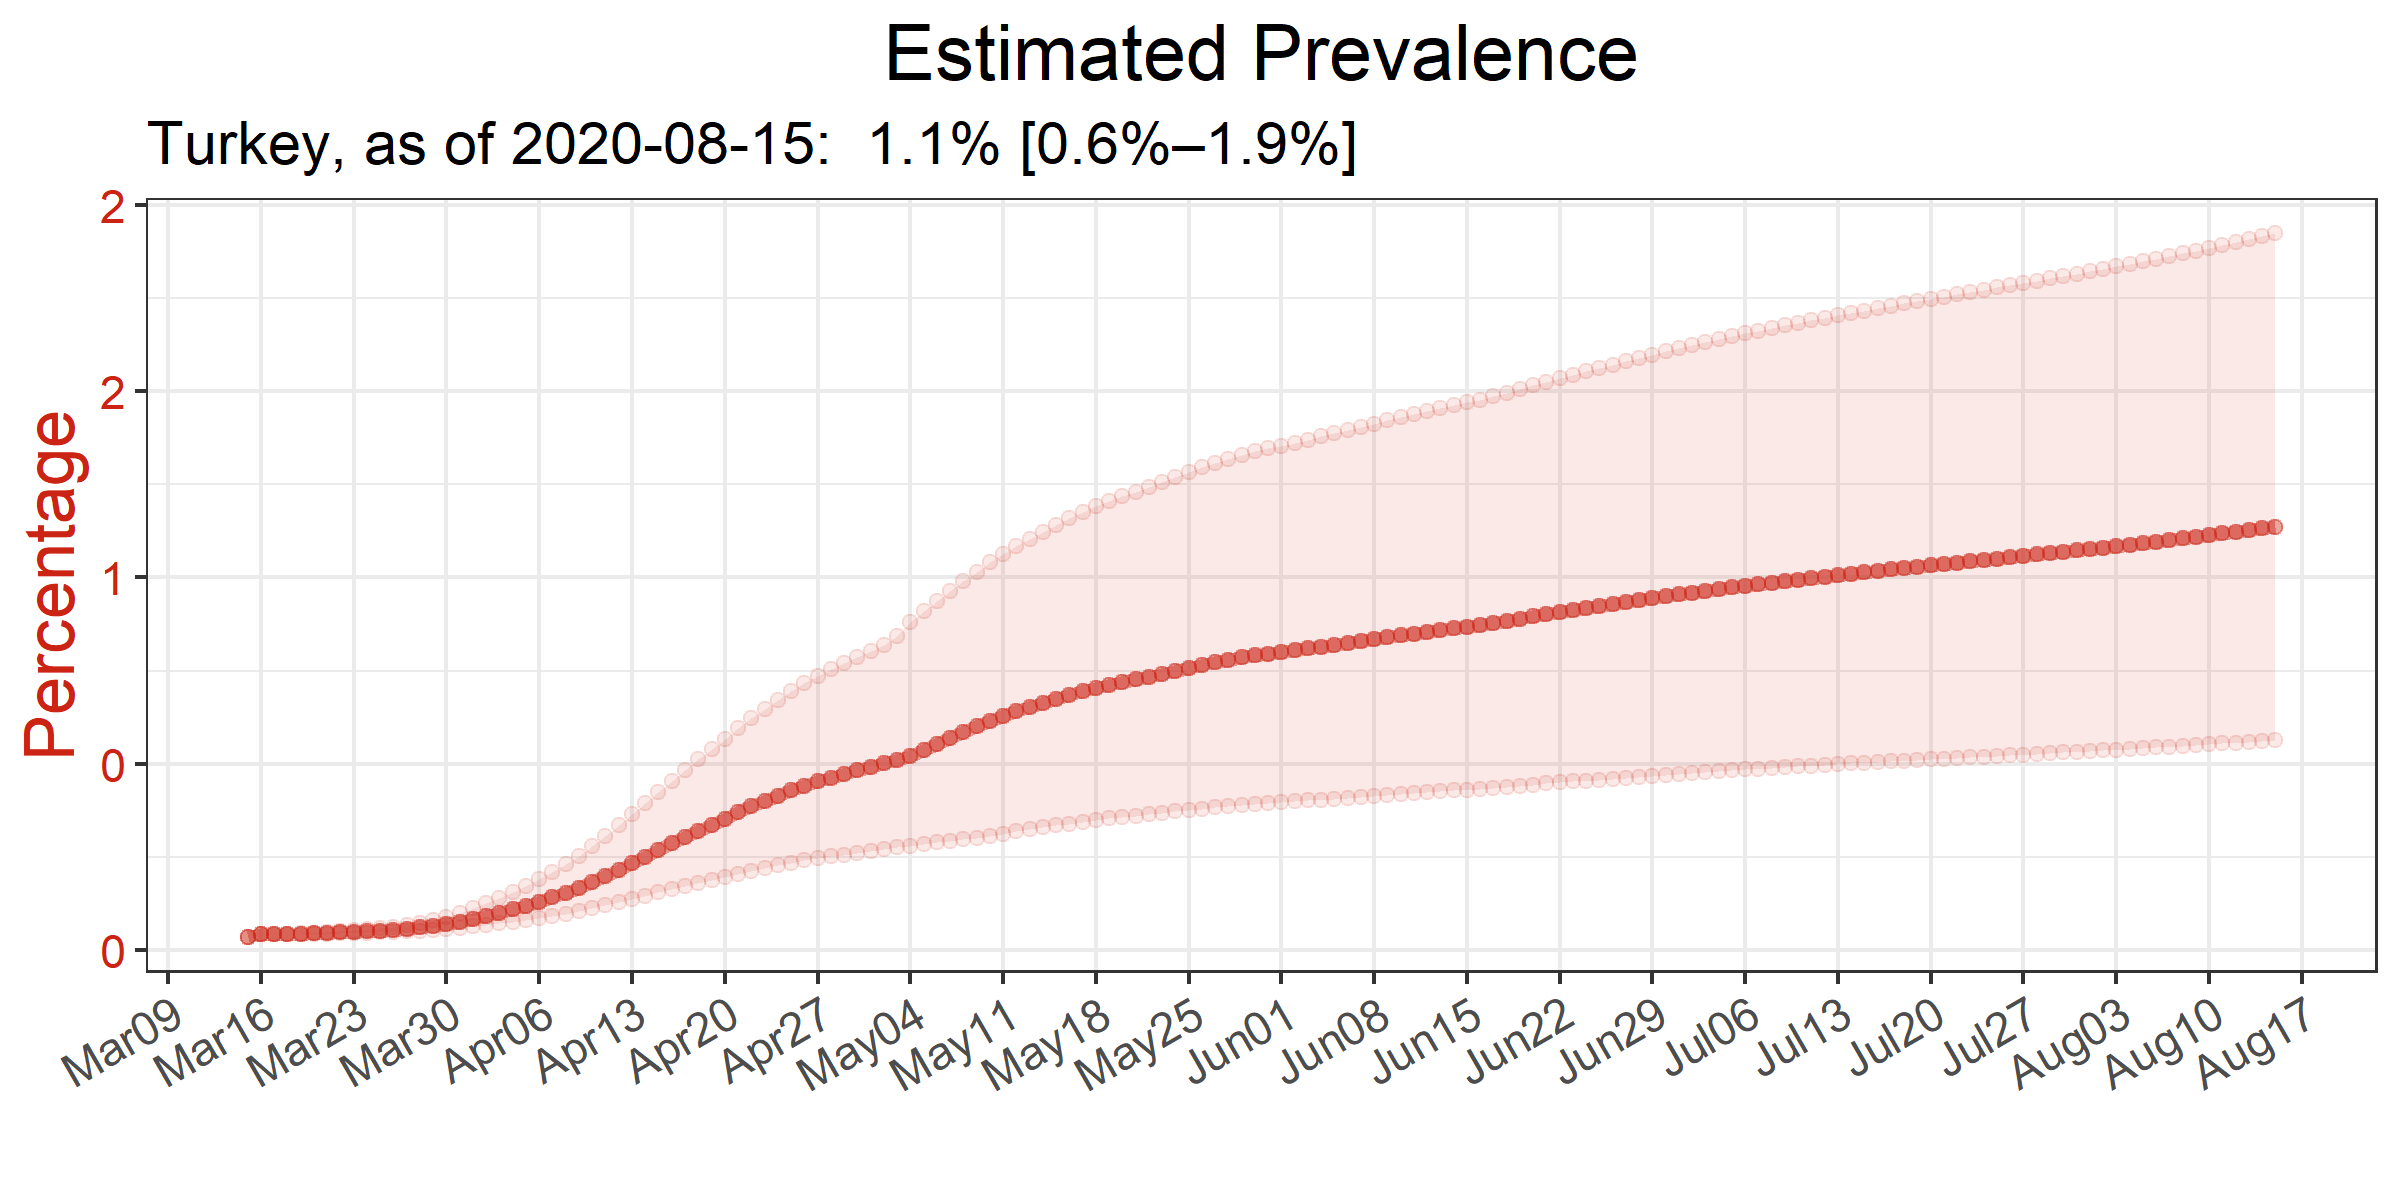 Estimated Prevalence
Turkey, as of 2020-08-15:  1.1% [0.6%–1.9%]
Percentage
2
2
1
0
0
Mar09
Mar16
Mar23
Mar30
Apr06
Apr13
Apr20
Apr27
May04
May11
May18
May25
Jun01
Jun08
Jun15
Jun22
Jun29
Jul06
Jul13
Jul20
Jul27
Aug03
Aug10
Aug17